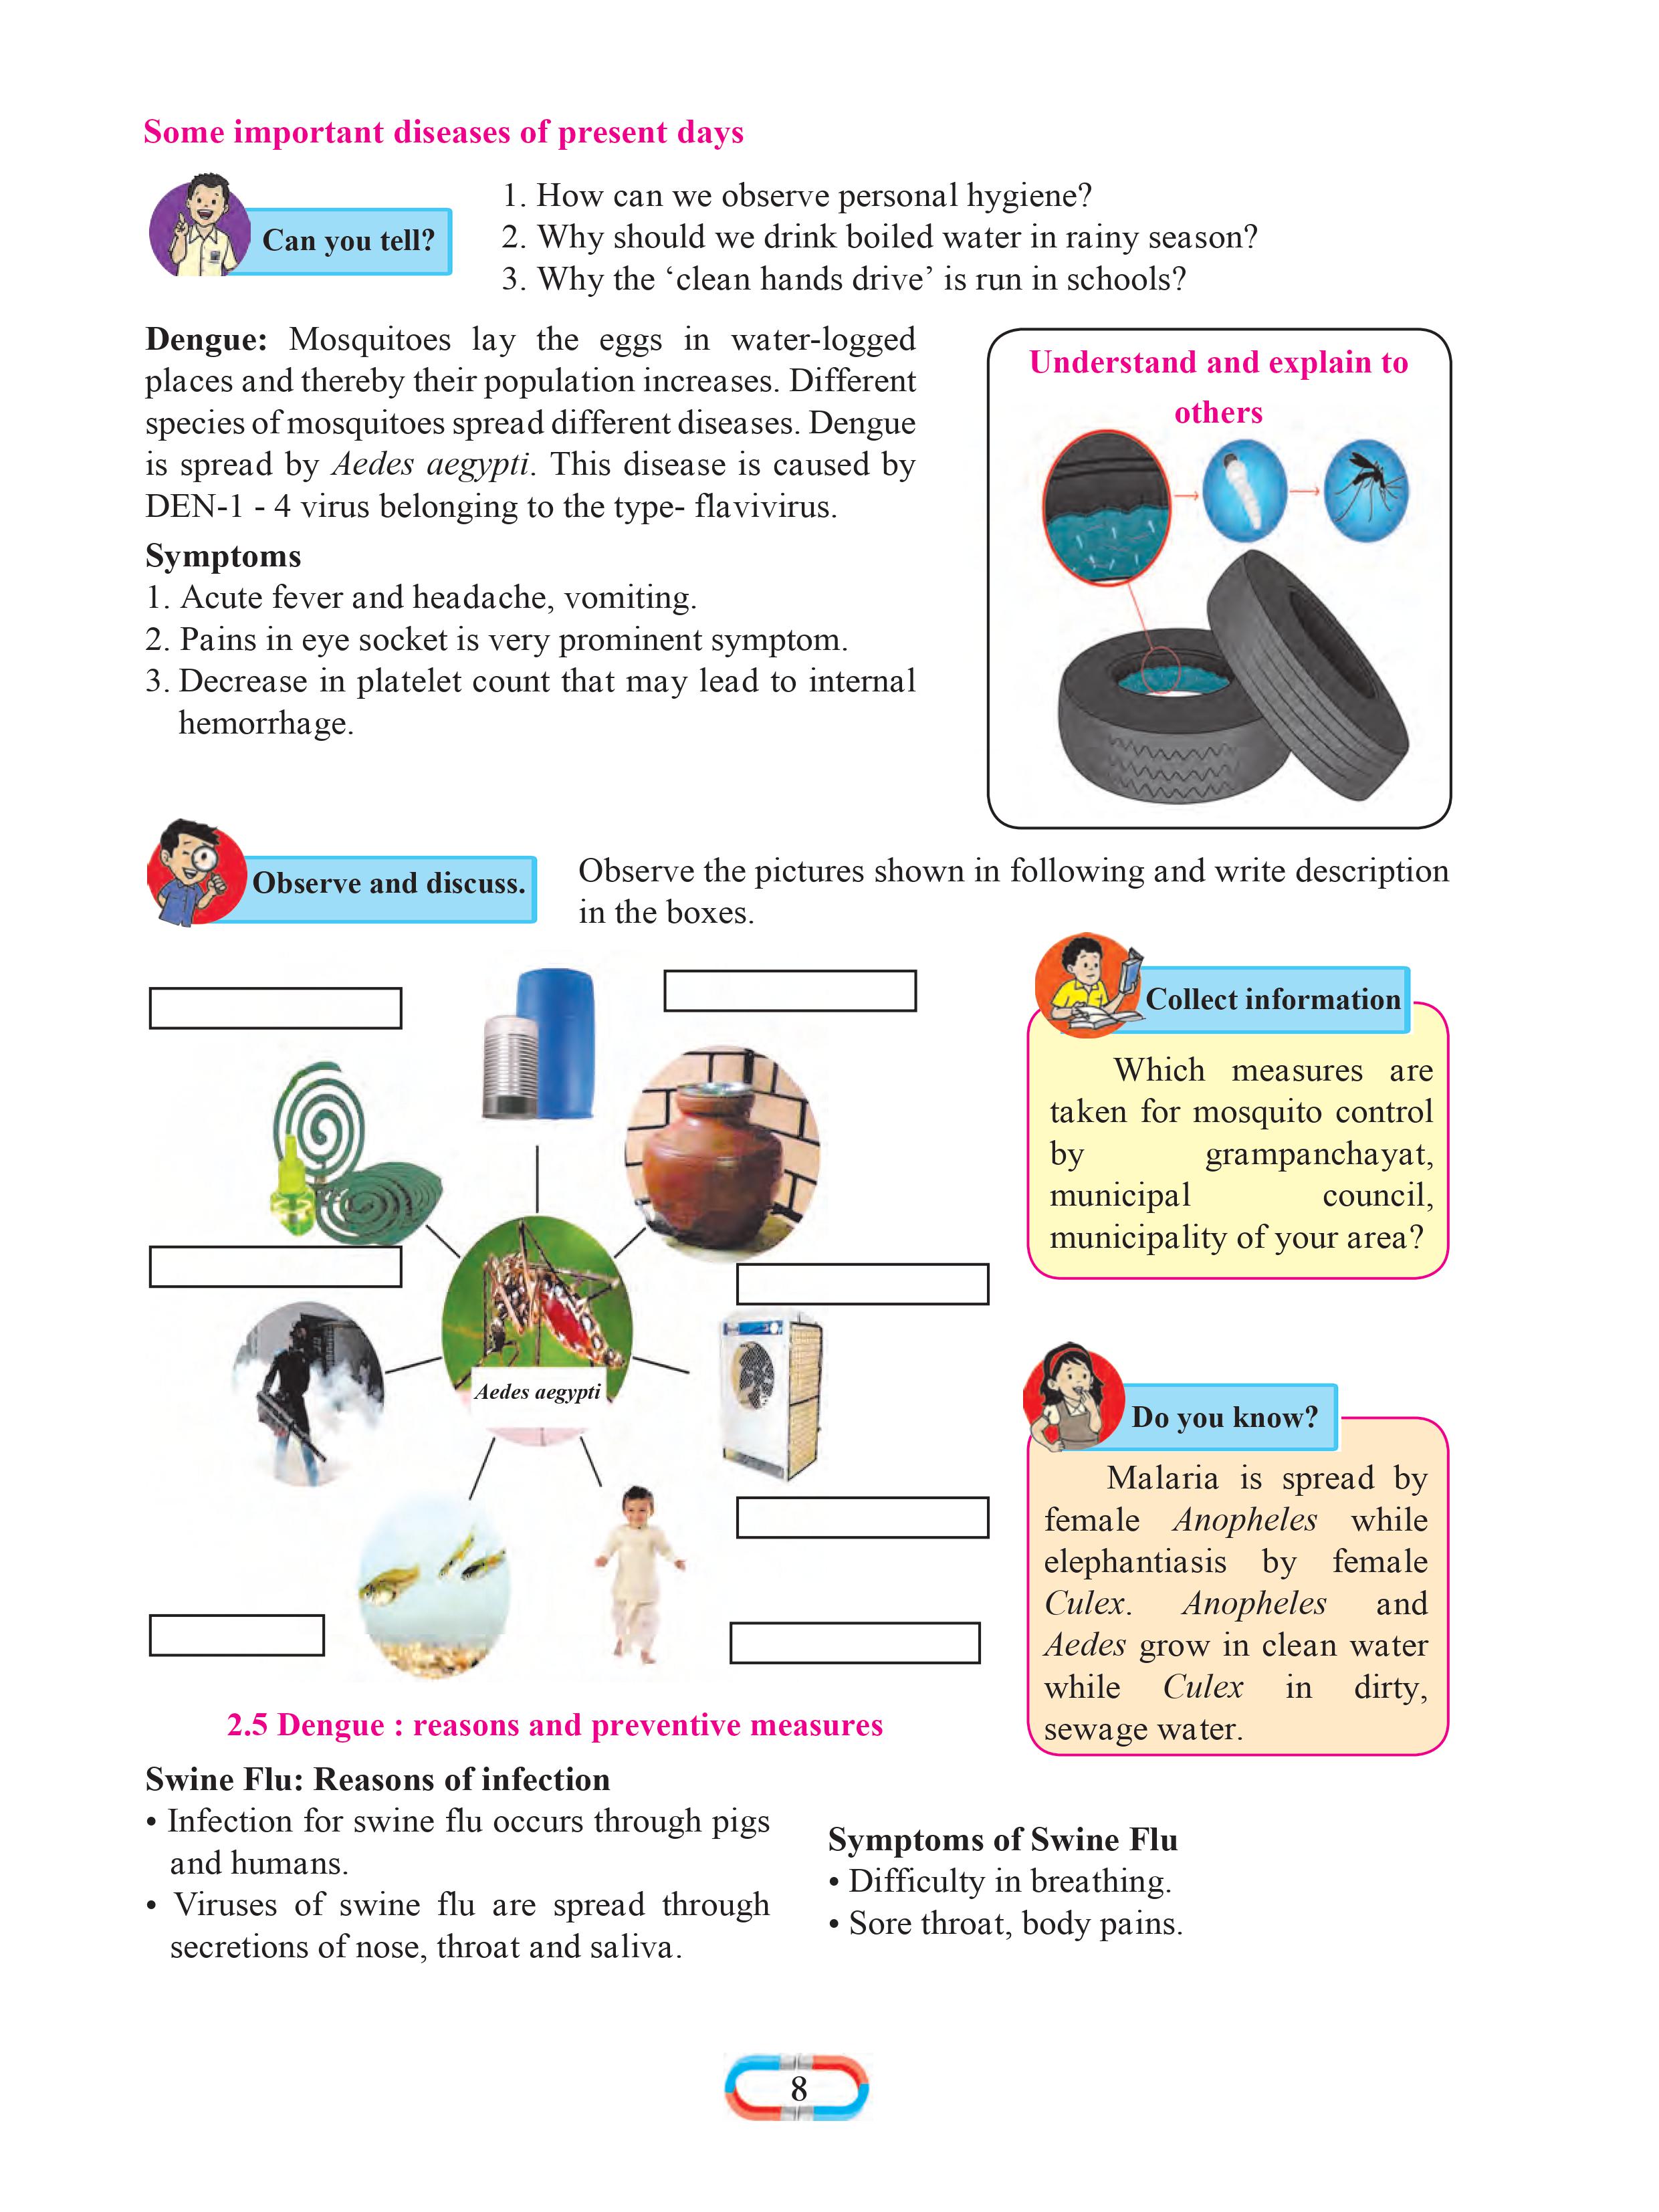 Some important diseases of present days
Can you tell?
1. How can we observe personal hygiene?
2. Why should we drink boiled water in rainy season?
3. Why the ‘clean hands drive’ is run in schools?
Dengue: Mosquitoes lay the eggs in water-logged
places and thereby their population increases. Different
species of mosquitoes spread different diseases. Dengue
is spread by Aedes aegypti. This disease is caused by
DEN-1 - 4 virus belonging to the type- flavivirus.
Symptoms
1. Acute fever and headache, vomiting.
2. Pains in eye socket is very prominent symptom.
3. Decrease in platelet count that may lead to internal
hemorrhage.
Understand and explain to
others
Observe and discuss.
Observe the pictures shown in following and write description
in the boxes.
Aedes aegypti
2.5 Dengue : reasons and preventive measures
Collect information
Which measures are
taken for mosquito control
by grampanchayat,
municipal council,
municipality of your area?
Do you know?
Malaria is spread by
female Anopheles while
elephantiasis by female
Culex. Anopheles and
Aedes grow in clean water
while Culex in dirty,
sewage water.
Swine Flu: Reasons of infection
• Infection for swine flu occurs through pigs
and humans.
• Viruses of swine flu are spread through
secretions of nose, throat and saliva.
Symptoms of Swine Flu
• Difficulty in breathing.
• Sore throat, body pains.
8